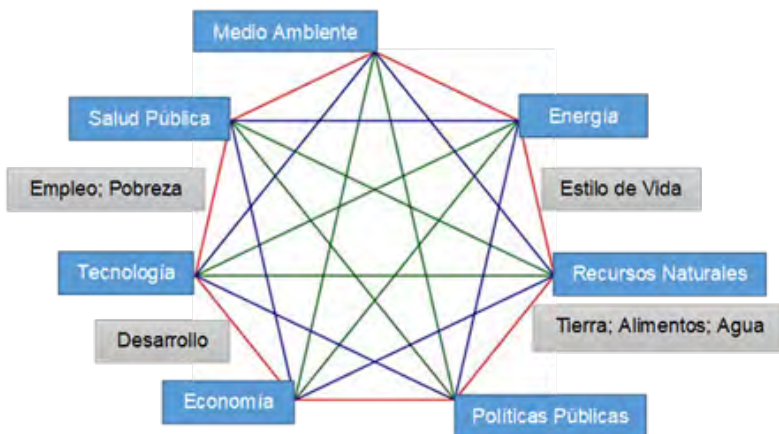 Medio Ambiente
Salud Pública
Energía
Empleo; Pobreza
Estilo de Vida
Tecnología
Recursos Naturales
Desarrollo
Tierra; Alimentos; Agua
Economía
Políticas Públicas